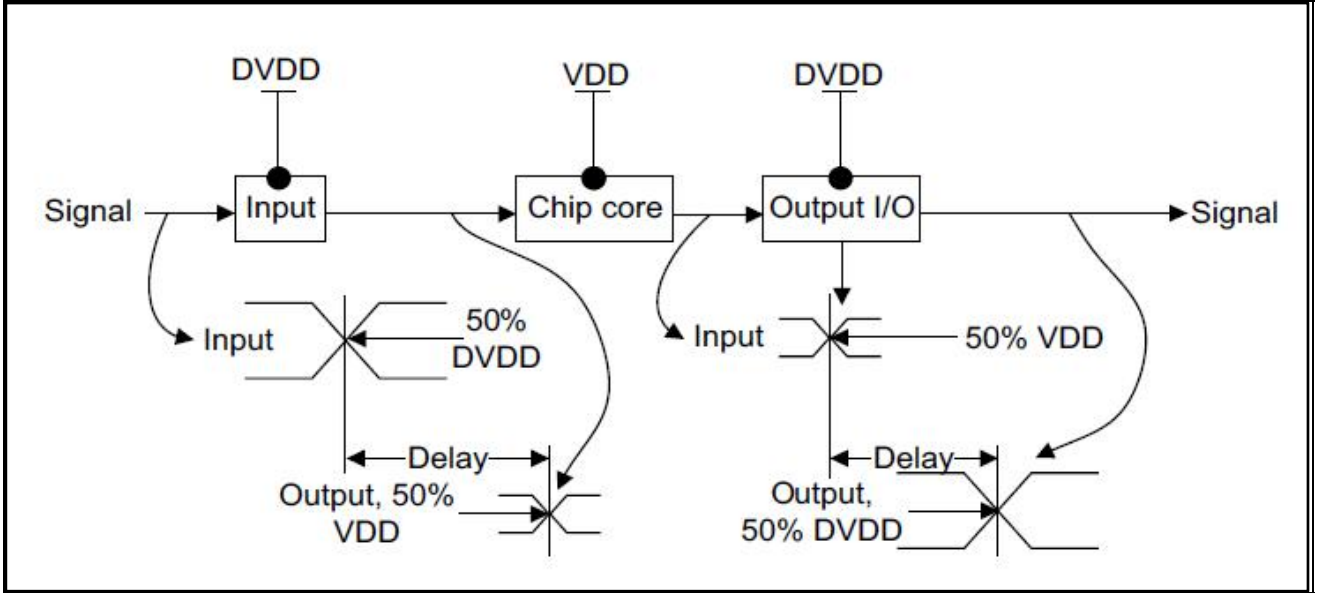 DVDD
VDD
DVDD
Signal
Input
Chip core
Output I/O
Signal
Input
50%
DVDD
Input
50% VDD
Delay
Output, 50%
VDD
Delay
Output,
50% DVDD